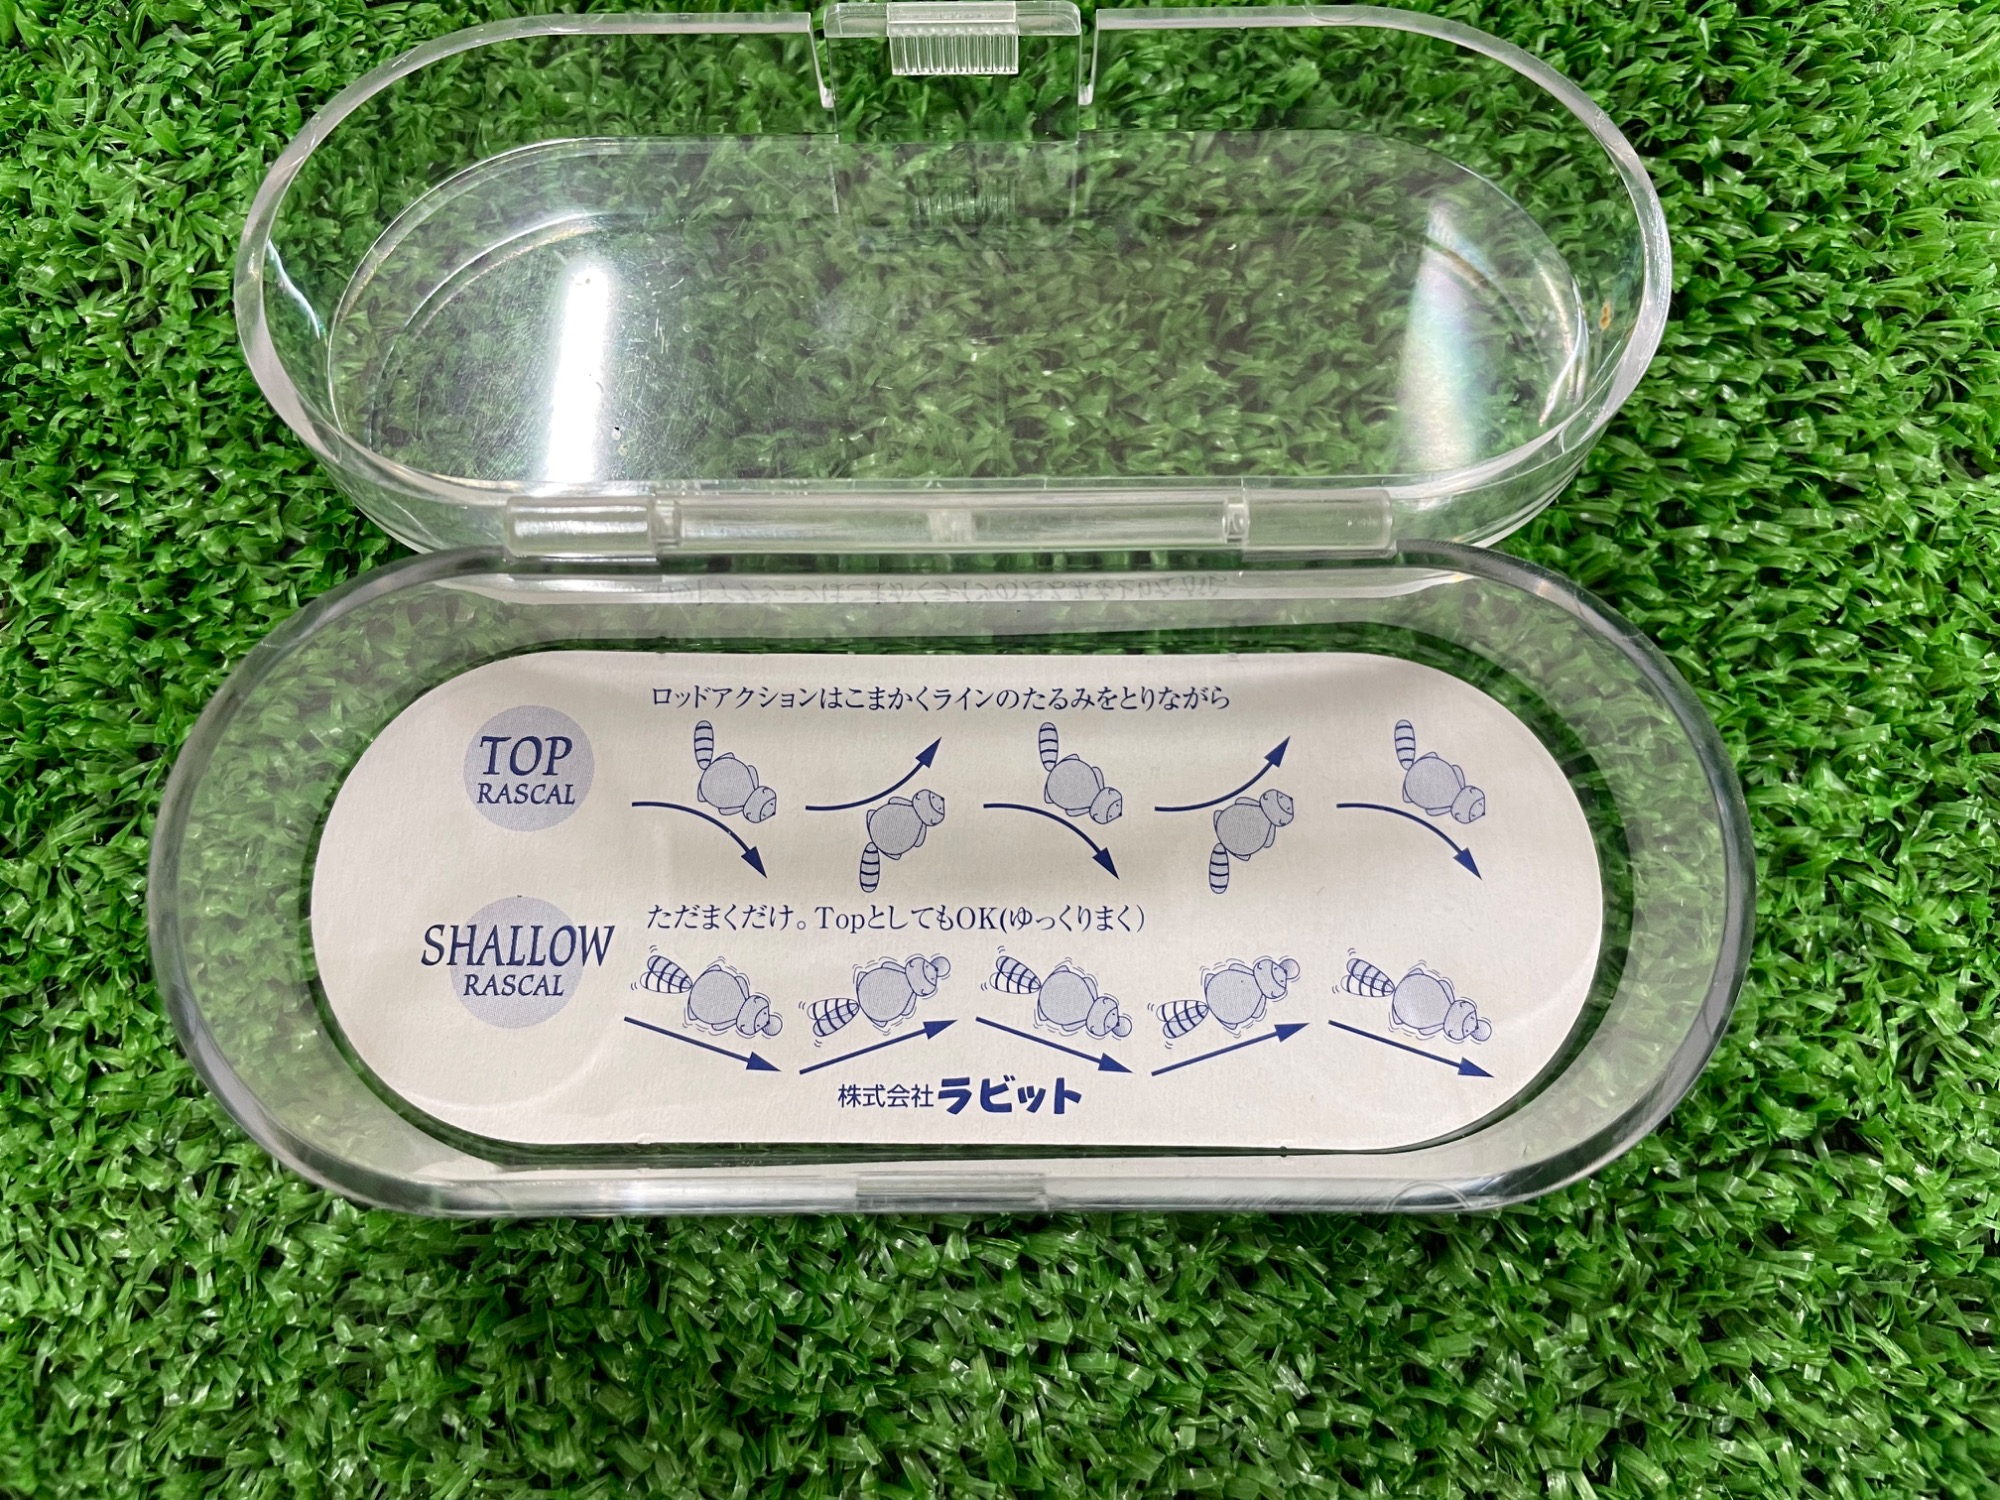 ロッドアクションはこまかくラインのたるみをとりながら
TOP
RASCAL
ただまくだけ。TopとしてもOK(ゆっくりまく)
SHALLOW
RASCAL
株式会社ラビット